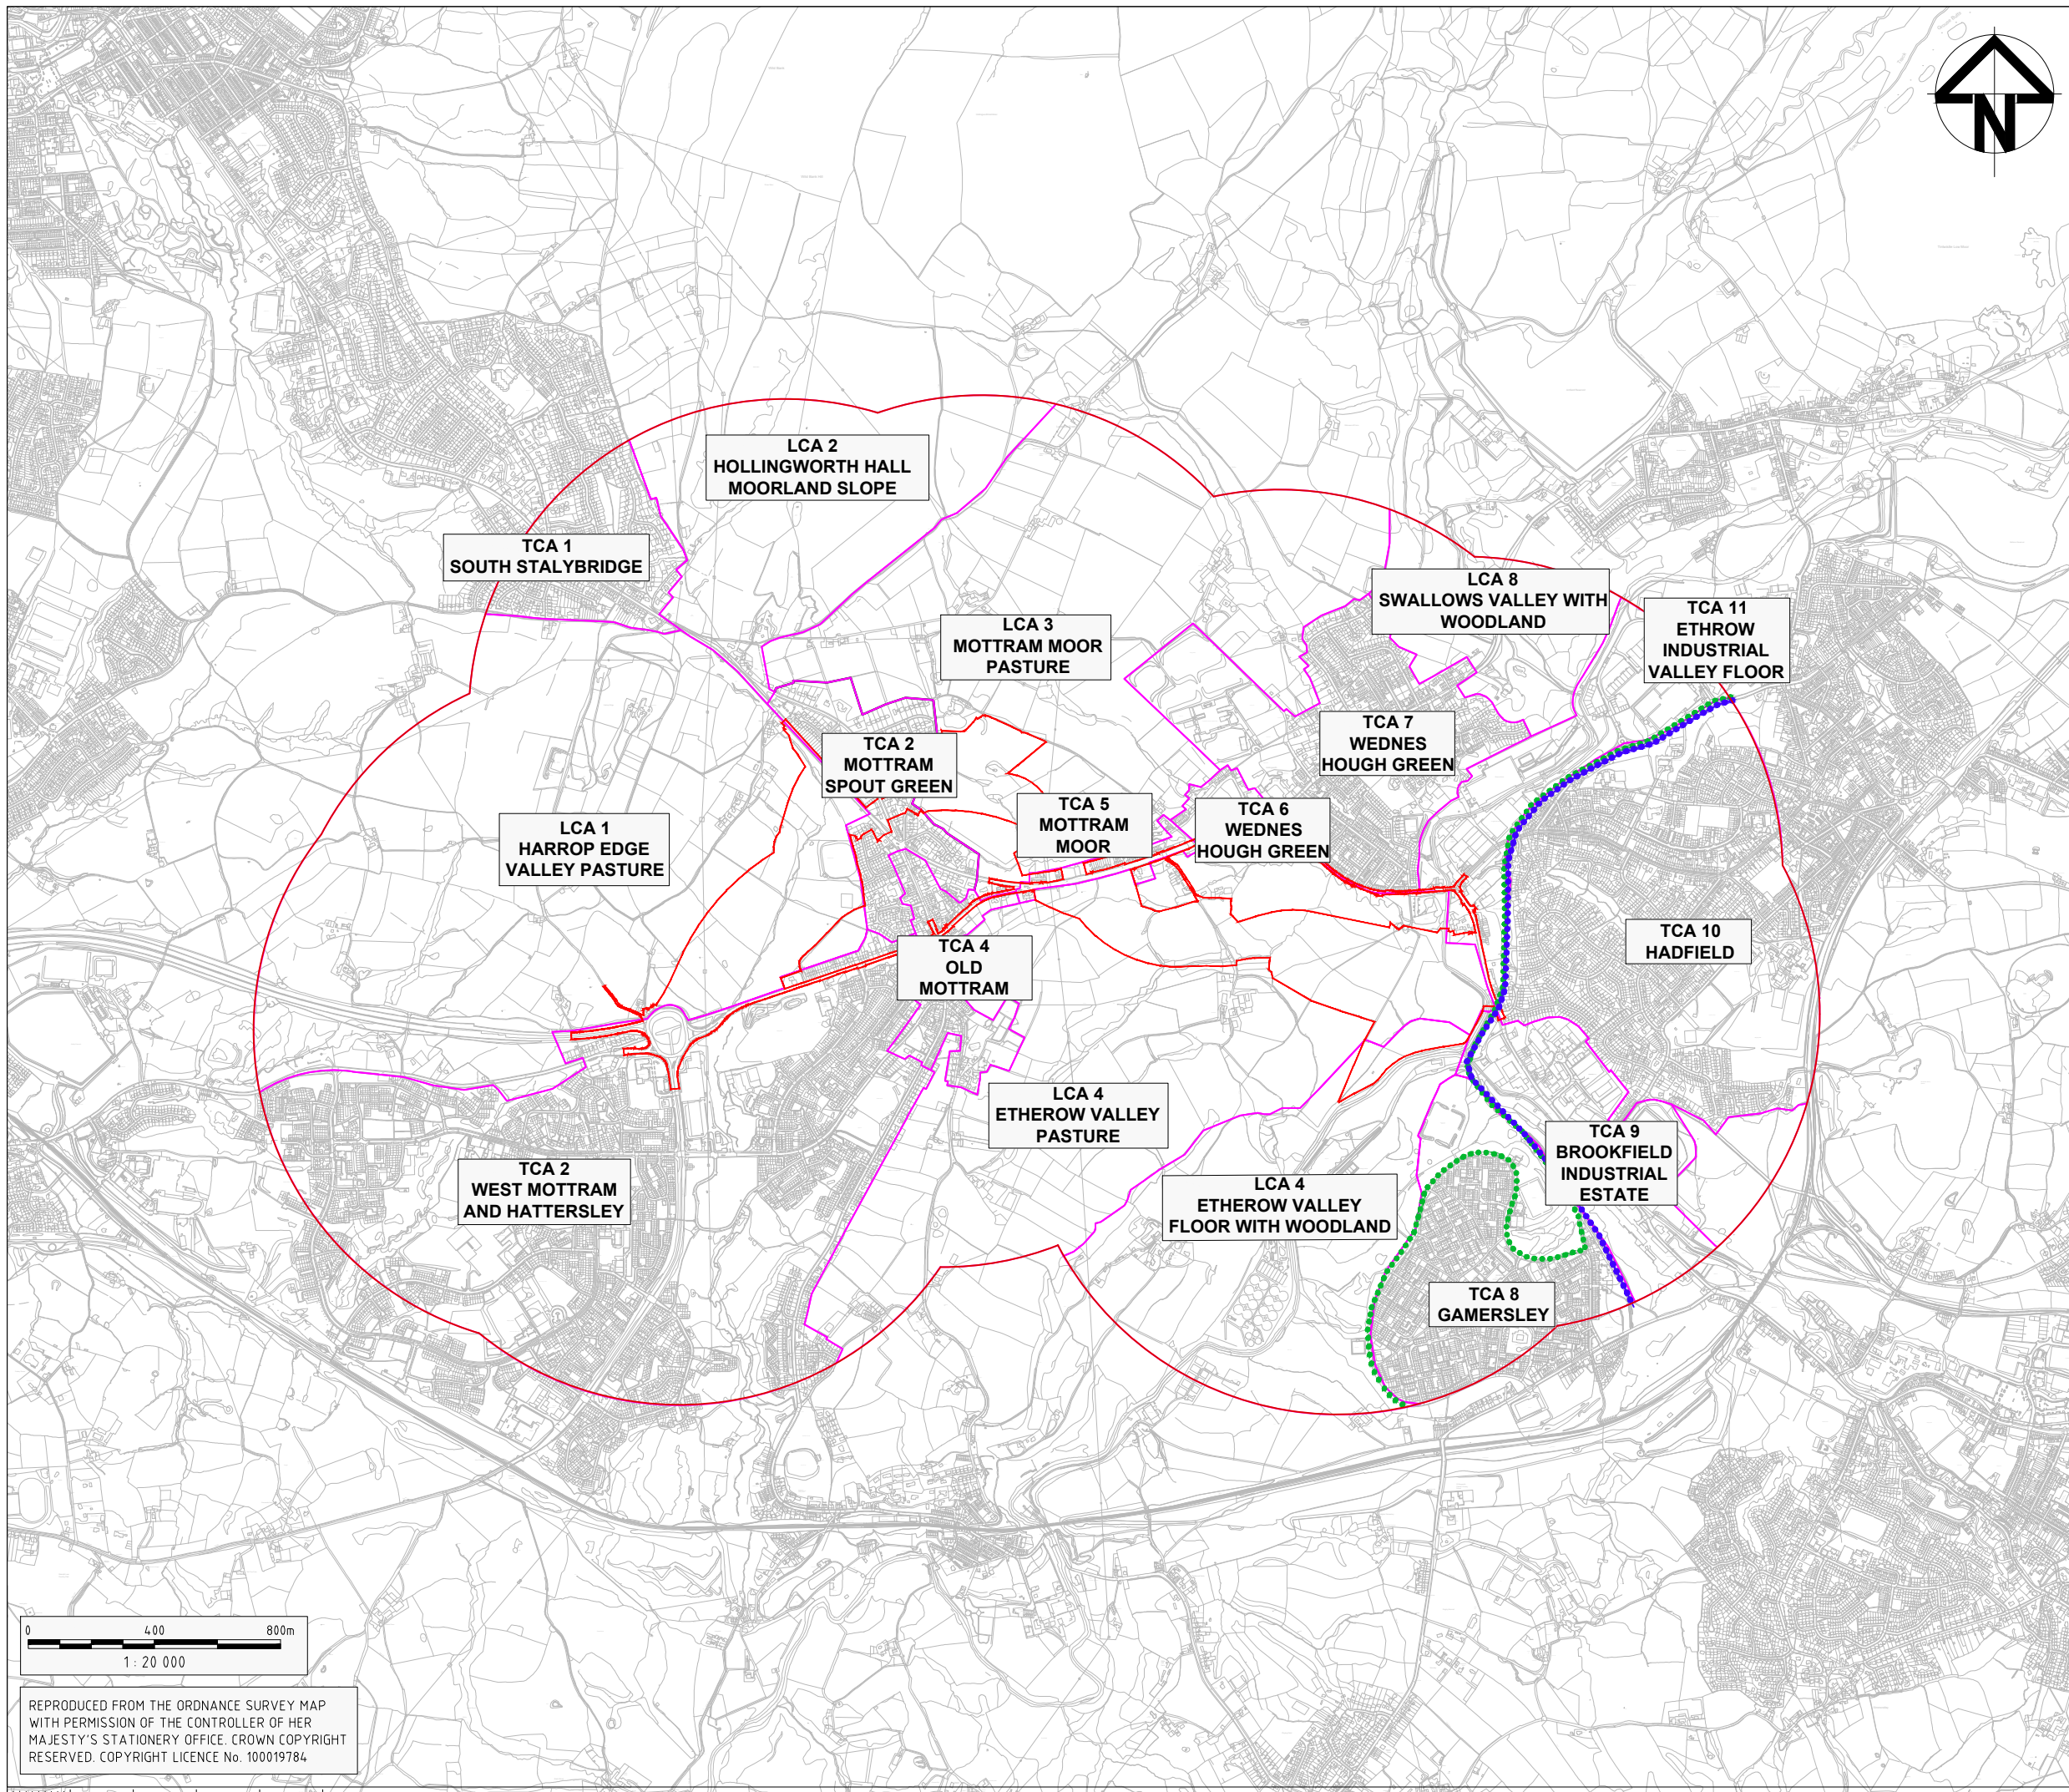 N
LCA 2
HOLLINGWORTH HALL
MOORLAND SLOPE
TCA 1
SOUTH STALYBRIDGE
LCA 8
SWALLOWS VALLEY WITH
WOODLAND
TCA 11
ETHROW
INDUSTRIAL
VALLEY FLOOR
LCA 3
MOTTRAM MOOR
PASTURE
TCA 7
WEDNES
HOUGH GREEN
TCA 2
MOTTRAM
SPOUT GREEN
TCA 5
MOTTRAM
MOOR
TCA 6
WEDNES
HOUGH GREEN
LCA 1
HARROP EDGE
VALLEY PASTURE
TCA 10
HADFIELD
TCA 4
OLD
MOTTRAM
LCA 4
ETHEROW VALLEY
PASTURE
TCA 9
BROOKFIELD
INDUSTRIAL
ESTATE
TCA 2
WEST MOTTRAM
AND HATTERSLEY
LCA 4
ETHEROW VALLEY
FLOOR WITH WOODLAND
TCA 8
GAMERSLEY
0 400 800m
1 : 20 000
REPRODUCED FROM THE ORDNANCE SURVEY MAP
WITH PERMISSION OF THE CONTROLLER OF HER
MAJESTY'S STATIONERY OFFICE. CROWN COPYRIGHT
RESERVED. COPYRIGHT LICENCE No. 100019784